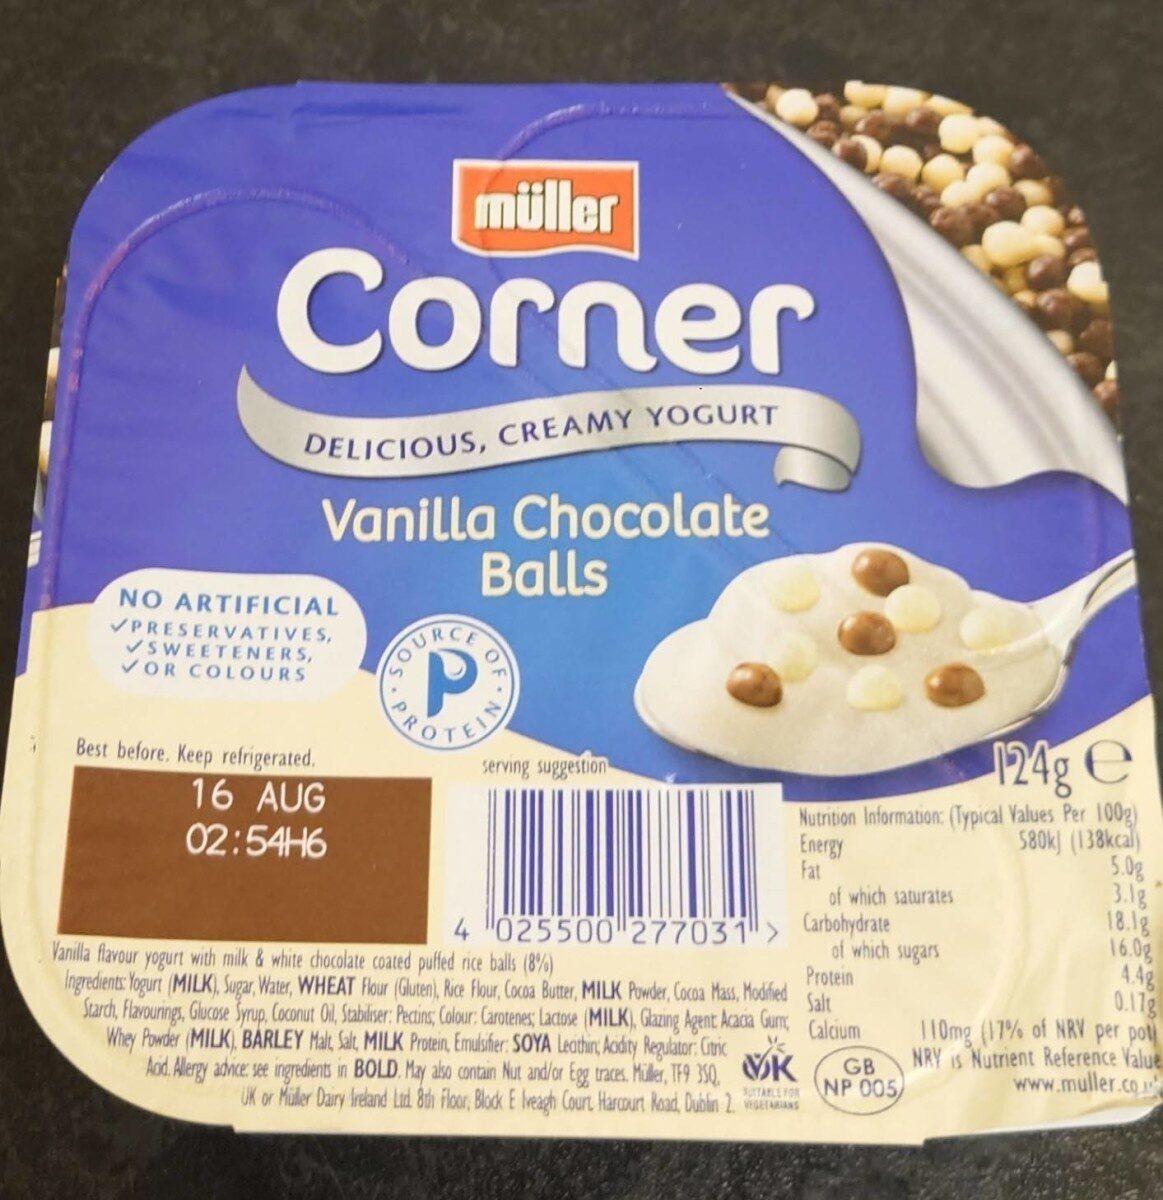 müller
Corner
DELICIOUS, CREAMY YOGURT
Vanilla Chocolate
Balls
NO ARTIFICIAL
✓PRESERVATIVES,
✓SWEETENERS,
✓OR COLOURS
SOURCE OF
P
PROTEIN
Best before. Keep refrigerated.
16 AUG
02:54H6
serving suggestion
124g e
4 025500 277031 >
Nutrition Information: (Typical Values Per 100g)
Energy 580kJ (138kcal)
Fat 5.0g
of which saturates 3.1g
Carbohydrate 18.1g
of which sugars 16.0g
Protein 4.4g
Salt 0.17g
Calcium 110mg (17% of NRV per pot)
NRV is Nutrient Reference Value
www.muller.co.uk
Vanilla flavour yogurt with milk & white chocolate coated puffed rice balls (8%)
Ingredients: Yogurt (MILK), Sugar, Water, WHEAT Flour (Gluten), Rice Flour, Cocoa Butter, MILK Powder, Cocoa Mass, Modified
Starch, Flavourings, Glucose Syrup, Coconut Oil, Stabiliser: Pectins; Colour: Carotenes; Lactose (MILK), Glazing Agent: Acacia Gum;
Whey Powder (MILK), BARLEY Malt, Salt, MILK Protein, Emulsifier: SOYA Lecithin; Acidity Regulator: Citric
Acid. Allergy advice: see ingredients in BOLD. May also contain Nut and/or Egg traces. Müller, TF9 3SQ,
UK or Müller Dairy Ireland Ltd. 8th Floor, Block E Iveagh Court, Harcourt Road, Dublin 2.
VUK
SUITABLE FOR
VEGETARIANS
GB
NP 005